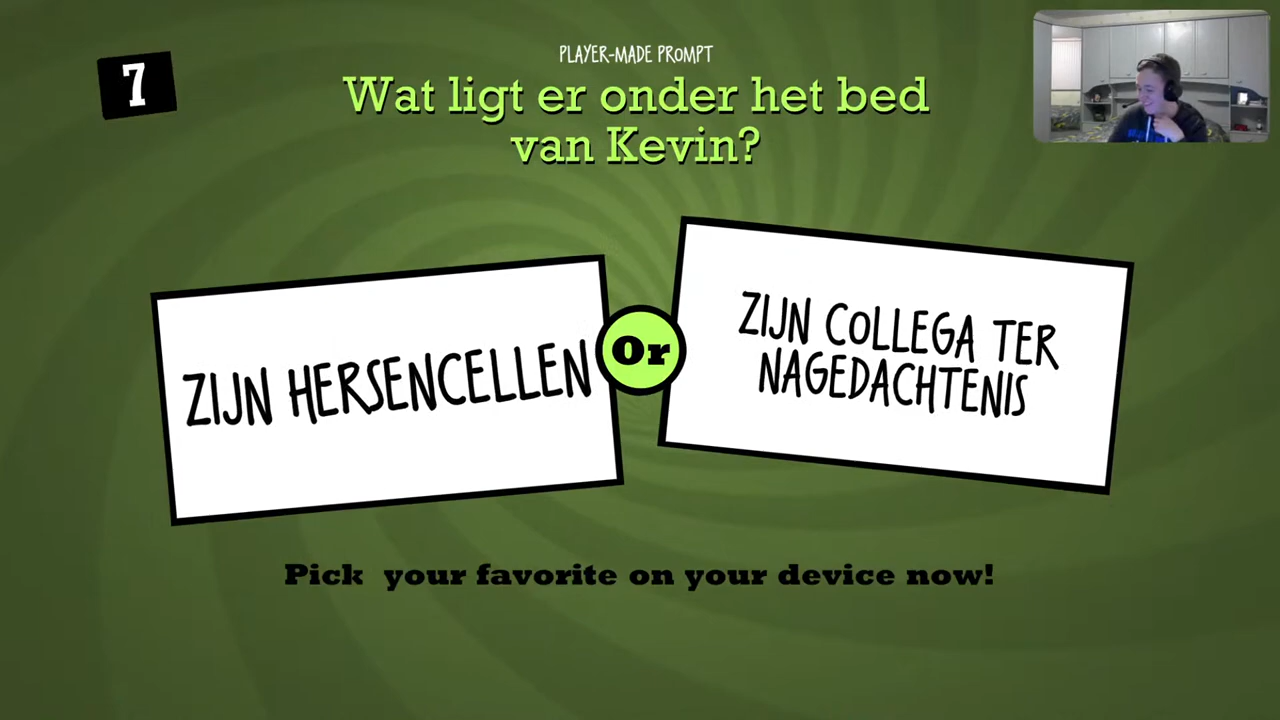 7
PLAYER-MADE PROMPT
Wat ligt er onder het bed
van Kevin?
ZIJN HERSENCELLEN
Or
ZIJN COLLEGA TER
NAGEDACHTENIS
Pick your favorite on your device now!